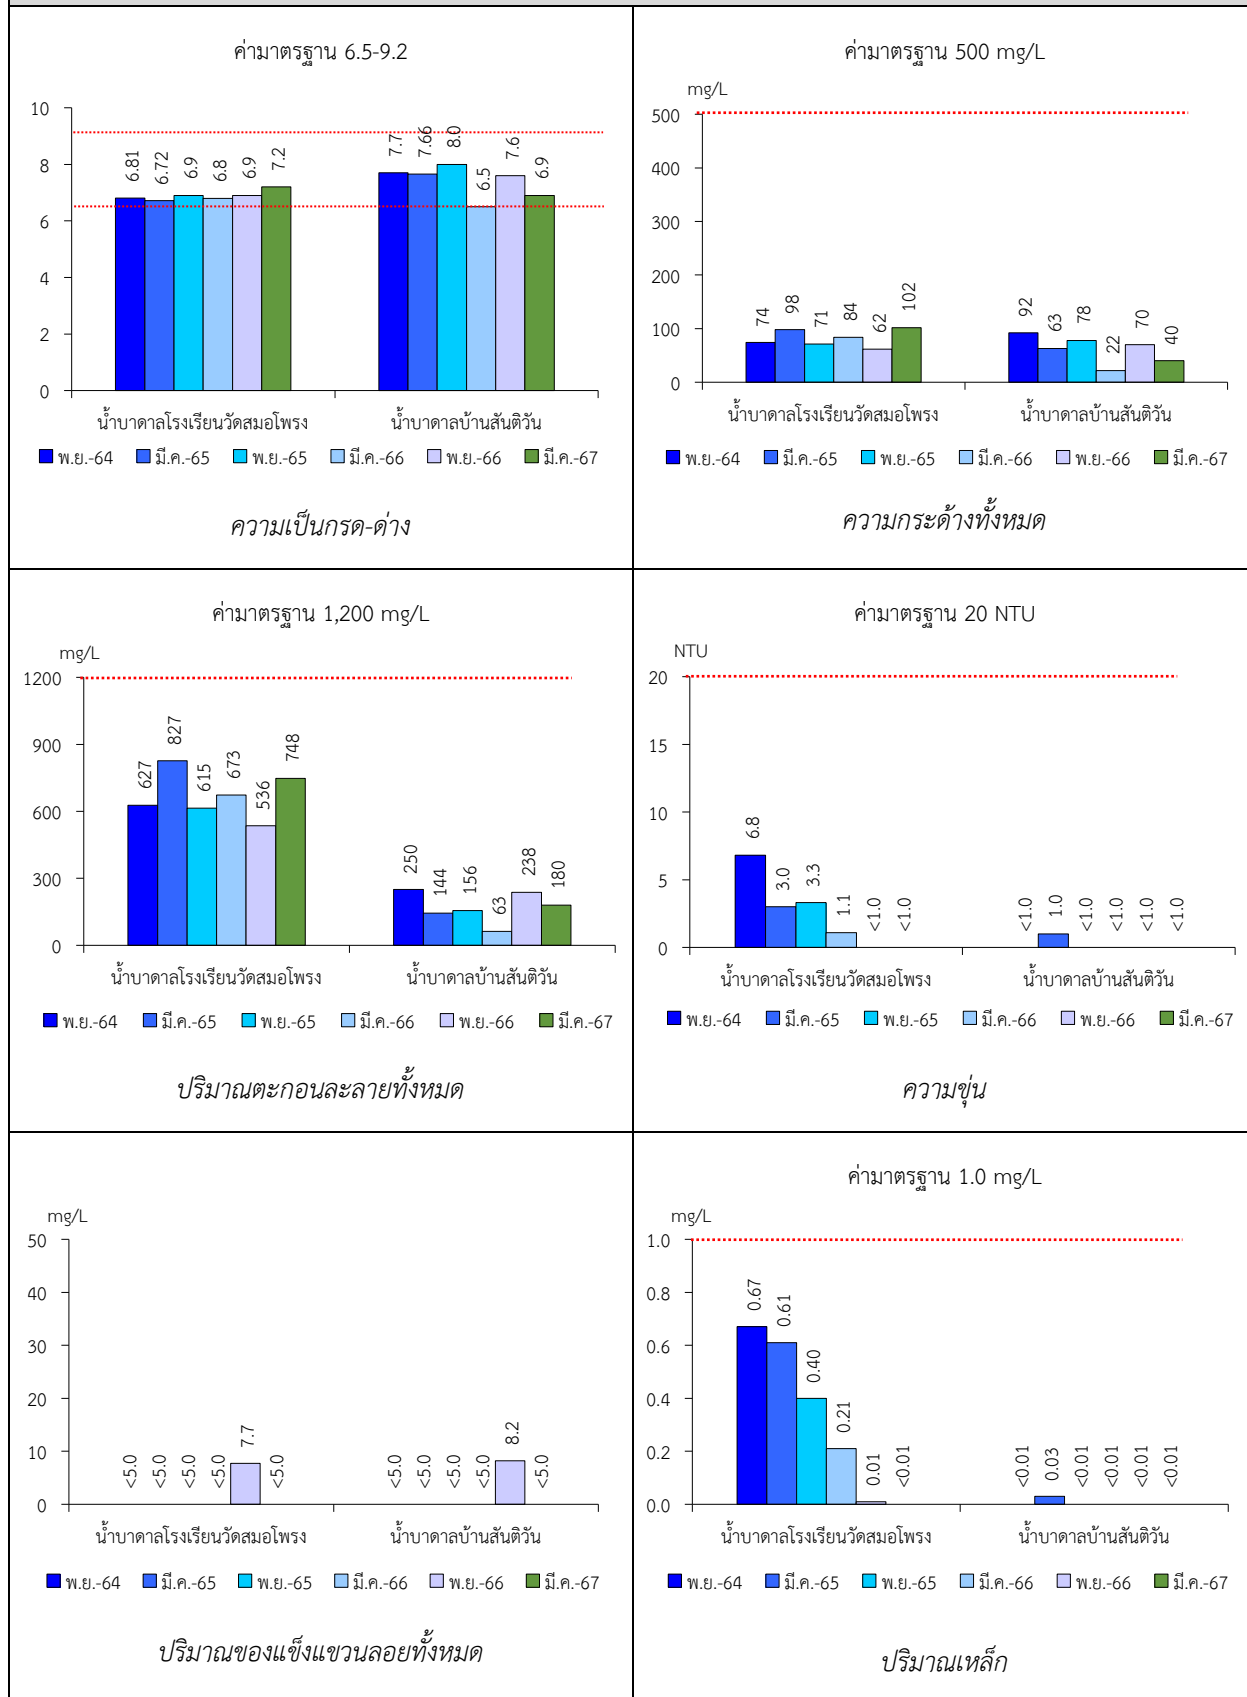 ค่ามาตรฐาน 6.5-9.2
10
8
6
4
2
0
6.81 6.72 6.9 6.8 6.9 7.2
7.7 7.66 8.0 6.5 7.6 6.9
น้ำบาดาลโรงเรียนวัดสมอโพรง น้ำบาดาลบ้านสันติวัน
พ.ย.-64 มี.ค.-65 พ.ย.-65 มี.ค.-66 พ.ย.-66 มี.ค.-67
ความเป็นกรด-ด่าง
ค่ามาตรฐาน 500 mg/L
mg/L
500
400
300
200
100
0
74 98 71 84 62 102
92 63 78 22 70 40
น้ำบาดาลโรงเรียนวัดสมอโพรง น้ำบาดาลบ้านสันติวัน
พ.ย.-64 มี.ค.-65 พ.ย.-65 มี.ค.-66 พ.ย.-66 มี.ค.-67
ความกระด้างทั้งหมด
ค่ามาตรฐาน 1,200 mg/L
mg/L
1200
900
600
300
0
627 827 615 673 536 748
250 144 156 63 238 180
น้ำบาดาลโรงเรียนวัดสมอโพรง น้ำบาดาลบ้านสันติวัน
พ.ย.-64 มี.ค.-65 พ.ย.-65 มี.ค.-66 พ.ย.-66 มี.ค.-67
ปริมาณตะกอนละลายทั้งหมด
ค่ามาตรฐาน 20 NTU
NTU
20
15
10
5
0
6.8 3.0 3.3 1.1 <1.0 <1.0
<1.0 1.0 <1.0 <1.0 <1.0 <1.0
น้ำบาดาลโรงเรียนวัดสมอโพรง น้ำบาดาลบ้านสันติวัน
พ.ย.-64 มี.ค.-65 พ.ย.-65 มี.ค.-66 พ.ย.-66 มี.ค.-67
ความขุ่น
mg/L
50
40
30
20
10
0
<5.0 <5.0 <5.0 <5.0 7.7 <5.0
<5.0 <5.0 <5.0 <5.0 8.2 <5.0
น้ำบาดาลโรงเรียนวัดสมอโพรง น้ำบาดาลบ้านสันติวัน
พ.ย.-64 มี.ค.-65 พ.ย.-65 มี.ค.-66 พ.ย.-66 มี.ค.-67
ปริมาณของแข็งแขวนลอยทั้งหมด
ค่ามาตรฐาน 1.0 mg/L
mg/L
1.0
0.8
0.6
0.4
0.2
0.0
0.67 0.61 0.40 0.21 0.01 <0.01
<0.01 0.03 <0.01 <0.01 <0.01 <0.01
น้ำบาดาลโรงเรียนวัดสมอโพรง น้ำบาดาลบ้านสันติวัน
พ.ย.-64 มี.ค.-65 พ.ย.-65 มี.ค.-66 พ.ย.-66 มี.ค.-67
ปริมาณเหล็ก